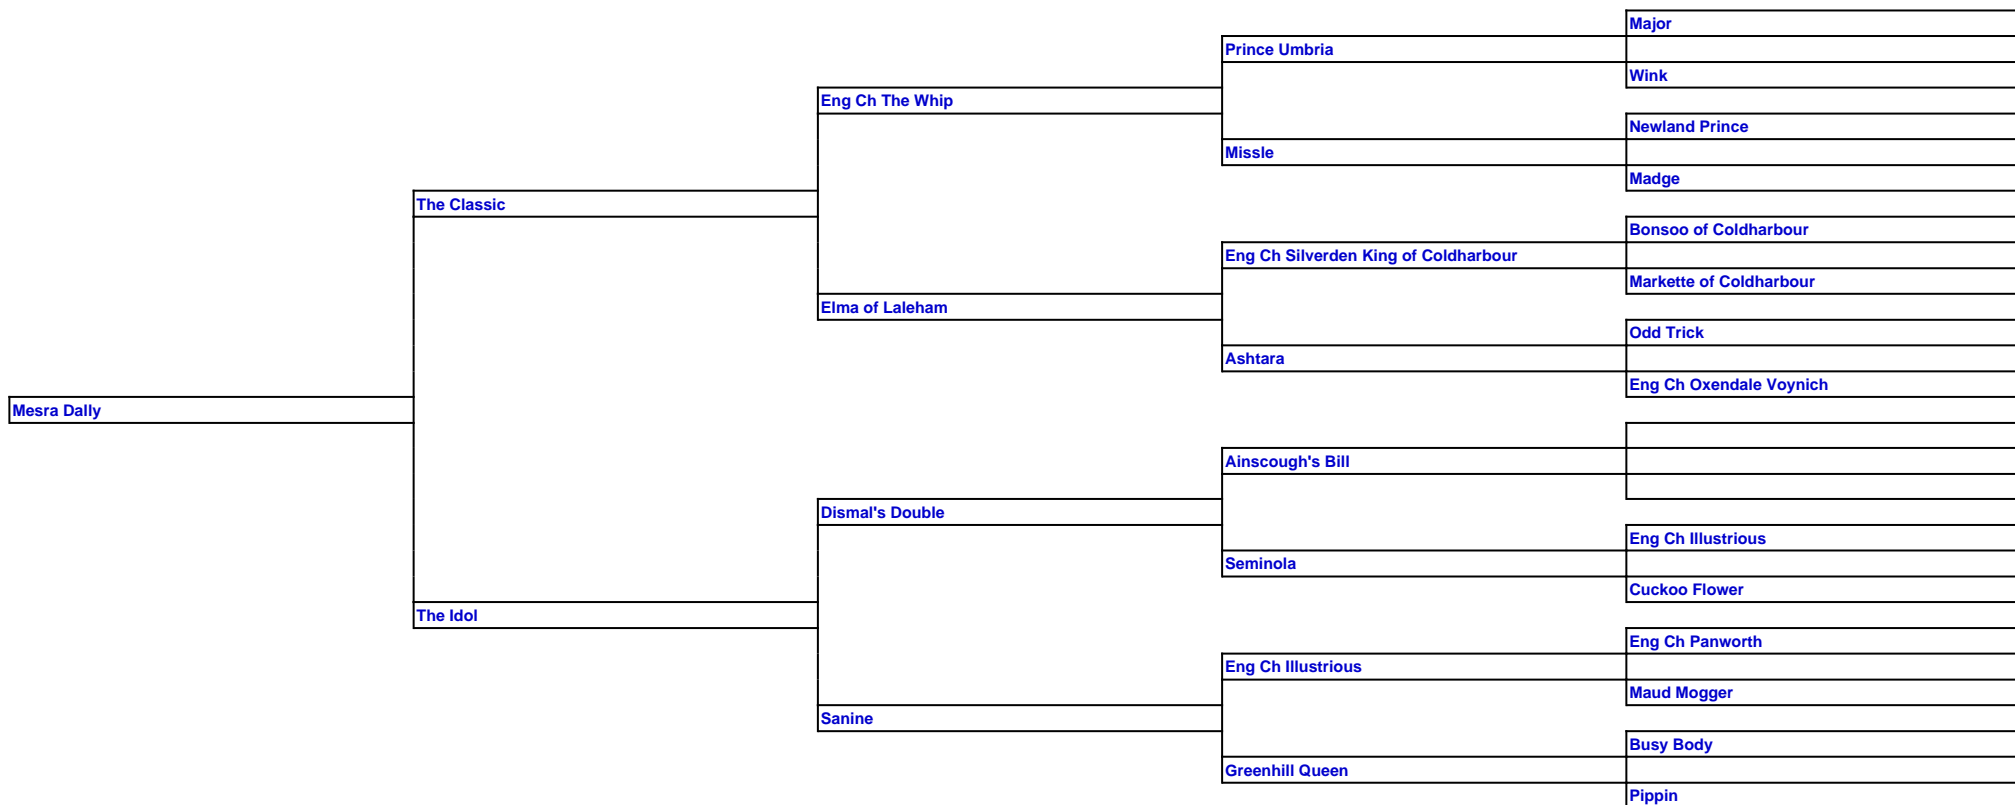 Major
Prince Umbria
Wink
Eng Ch The Whip
Newland Prince
Missle
Madge
The Classic
Bonsoo of Coldharbour
Eng Ch Silverden King of Coldharbour
Markette of Coldharbour
Elma of Laleham
Odd Trick
Ashtara
Eng Ch Oxendale Voynich
Mesra Dally
Ainscough's Bill
Dismal's Double
Eng Ch Illustrious
Seminola
Cuckoo Flower
The Idol
Eng Ch Panworth
Eng Ch Illustrious
Maud Mogger
Sanine
Busy Body
Greenhill Queen
Pippin